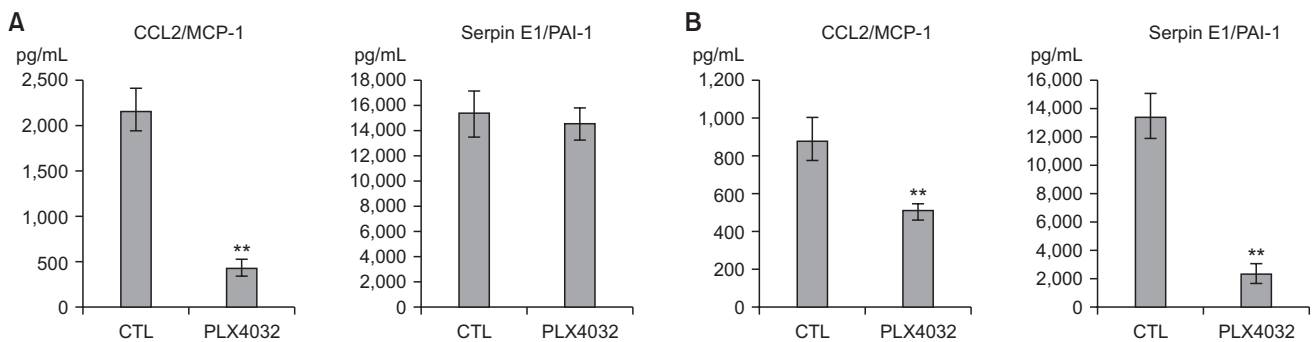 A
CCL2/MCP-1
pg/mL
2,500
2,000
1,500
1,000
500
0
**
CTL PLX4032
Serpin E1/PAI-1
pg/mL
18,000
16,000
14,000
12,000
10,000
8,000
6,000
4,000
2,000
0
CTL PLX4032
B
CCL2/MCP-1
pg/mL
1,200
1,000
800
600
400
200
0
**
CTL PLX4032
Serpin E1/PAI-1
pg/mL
16,000
14,000
12,000
10,000
8,000
6,000
4,000
2,000
0
**
CTL PLX4032